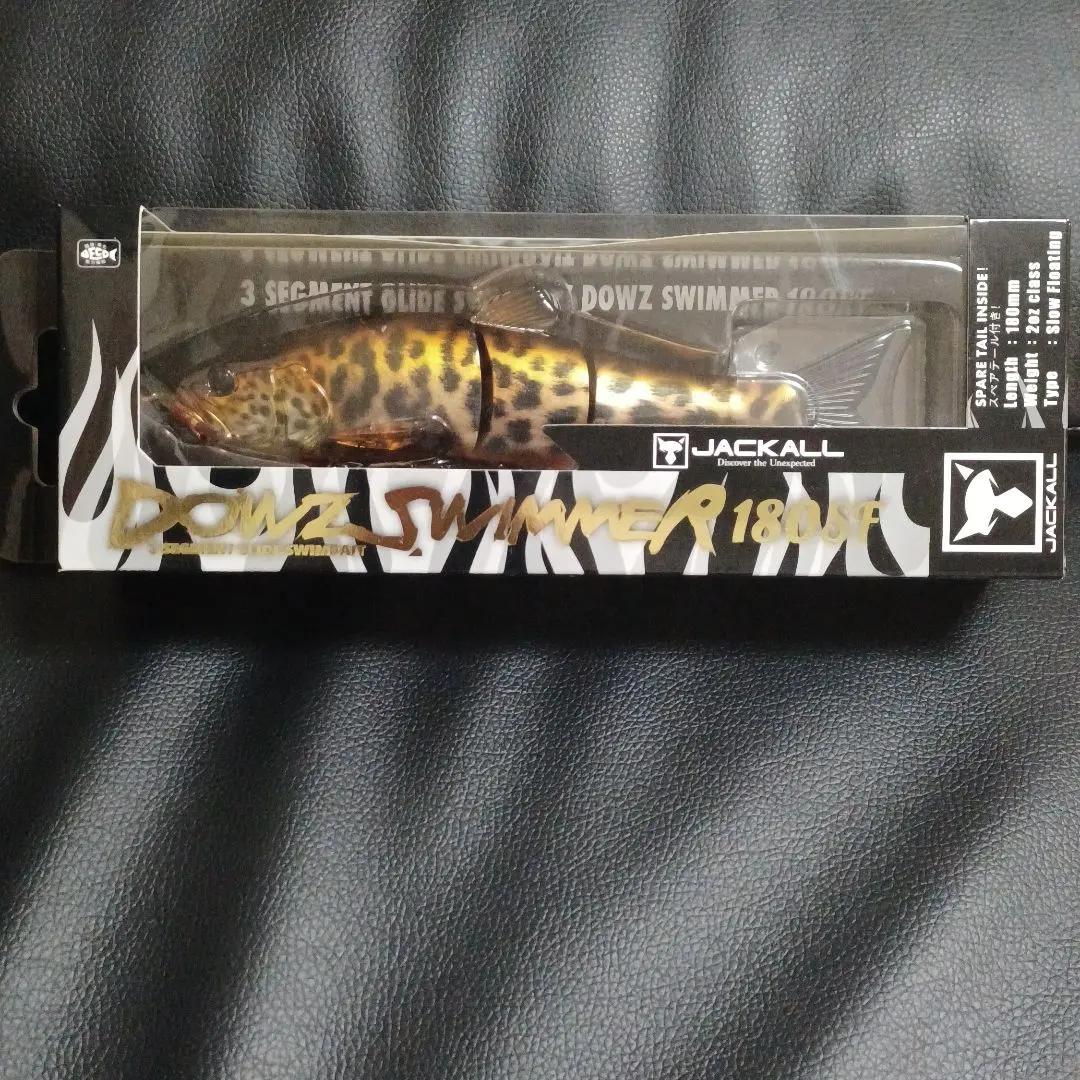 3 SEGMENT GLIDE
DOWZ SWIMMER 180SF
SPARE TAIL INSIDE!
スペアテール付き!
Length : 180mm
Weight : 2oz class
Type : Slow Floating
JACKALL
Discover the Unexpected
JACKALL
DOWZ SWIMMER 180SF
3 SEGMENT GLIDE SWIMBAIT